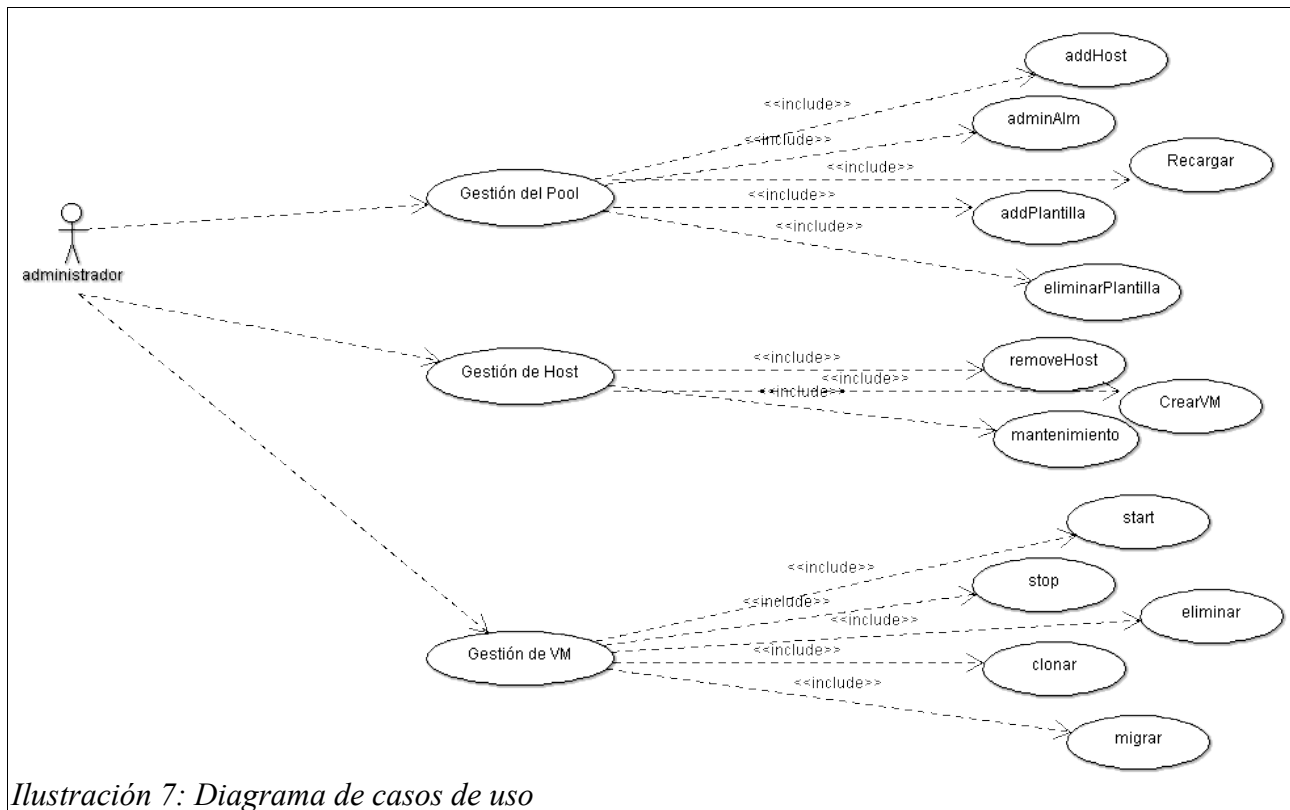 addHost
<<include>>
adminAlm
<<include>>
Recargar
<<include>>
Gestión del Pool
<<include>>
addPlantilla
<<include>>
administrador
eliminarPlantilla
<<include>>
removeHost
Gestión de Host
<<include>>
<<include>>
CrearVM
mantenimiento
start
<<include>>
stop
<<include>>
eliminar
<<include>>
Gestión de VM
<<include>>
clonar
<<include>>
migrar
Ilustración 7: Diagrama de casos de uso